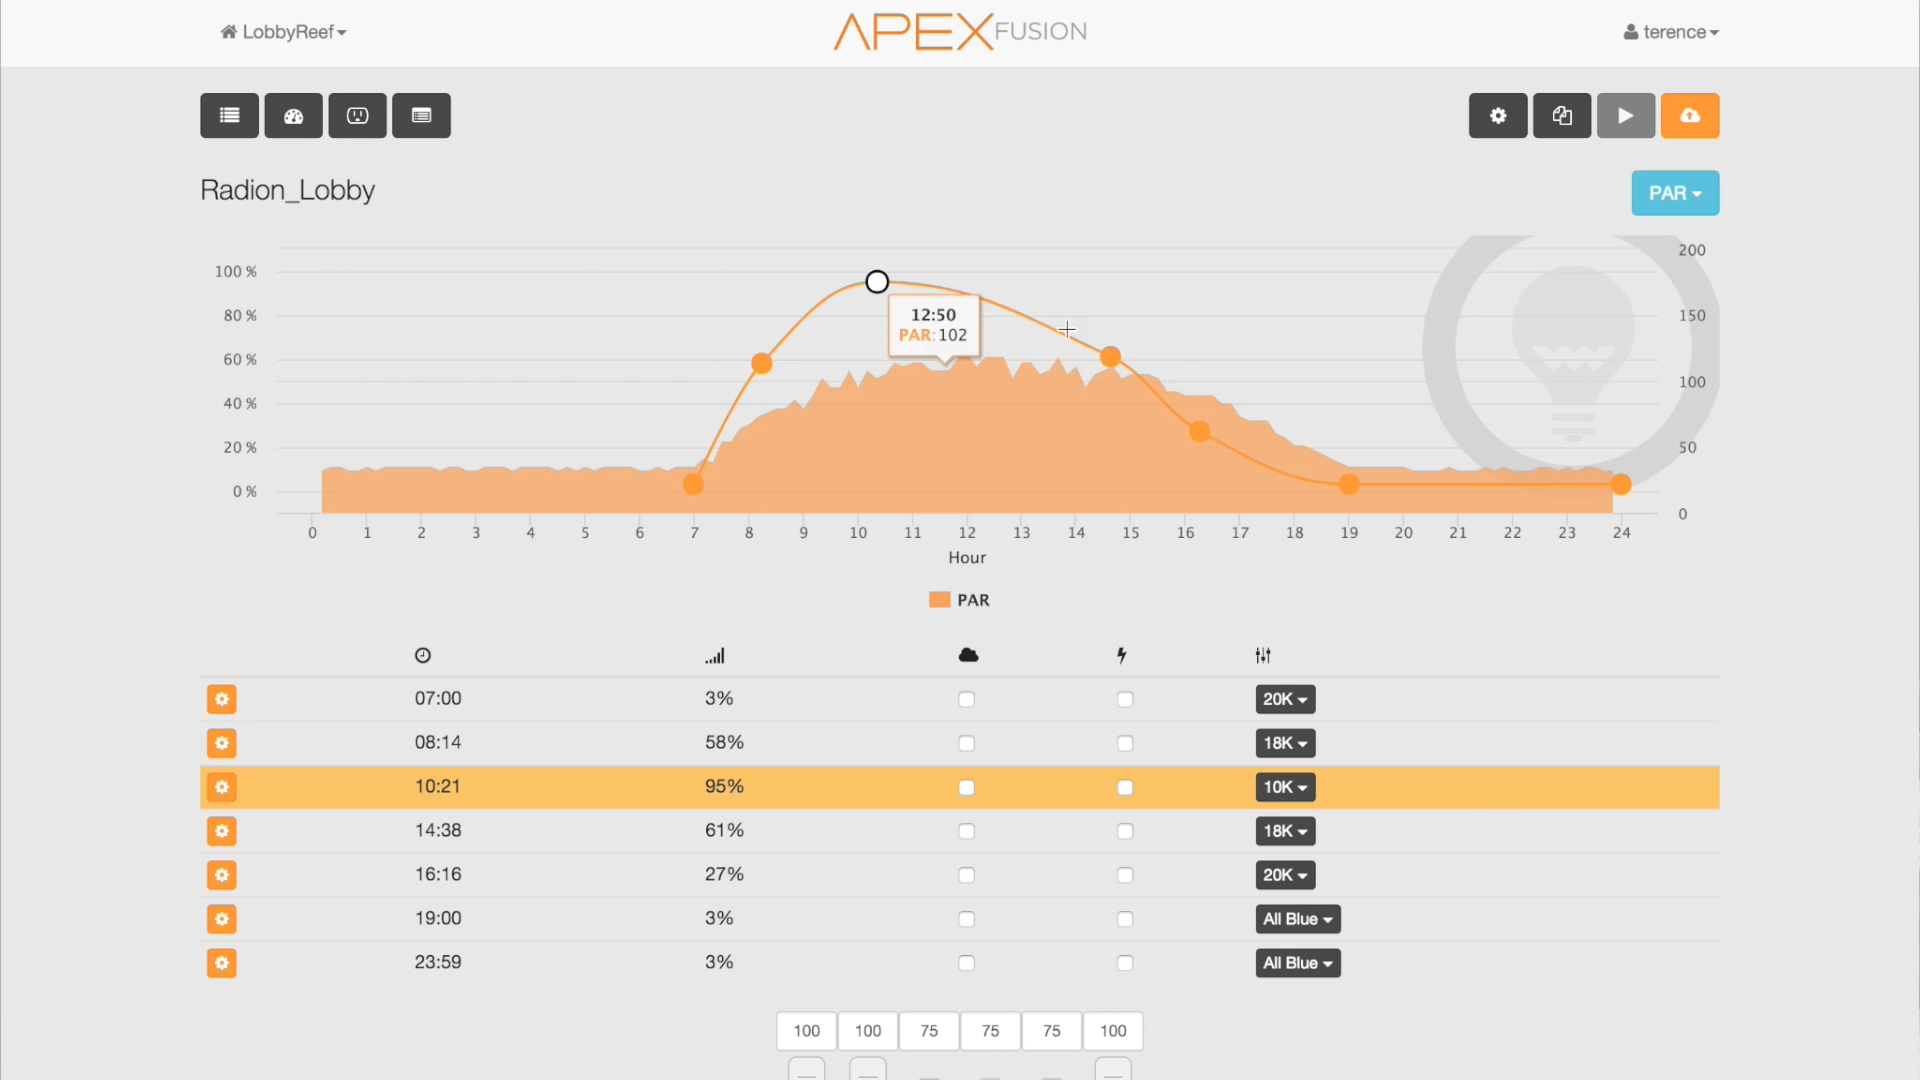 LobbyReef
APEX FUSION
terence
Radion_Lobby
PAR
100 %
80 %
60 %
40 %
20 %
0 %
200
150
100
50
0
12:50
PAR: 102
0 1 2 3 4 5 6 7 8 9 10 11 12 13 14 15 16 17 18 19 20 21 22 23 24
Hour
PAR
07:00 3% 20K
08:14 58% 18K
10:21 95% 10K
14:38 61% 18K
16:16 27% 20K
19:00 3% All Blue
23:59 3% All Blue
100 100 75 75 75 100